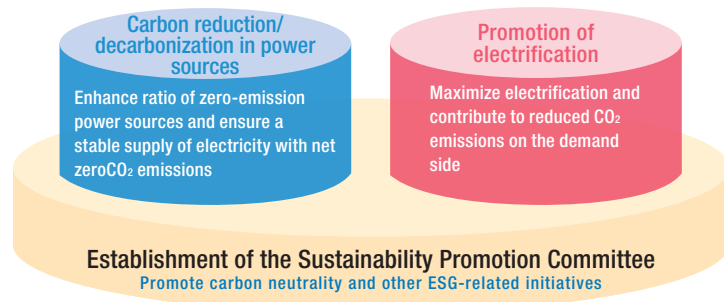 Carbon reduction/
decarbonization in power
sources
Enhance ratio of zero-emission
power sources and ensure a
stable supply of electricity with net
zeroCO₂ emissions
Promotion of
electrification
Maximize electrification and
contribute to reduced CO₂
emissions on the demand
side
Establishment of the Sustainability Promotion Committee
Promote carbon neutrality and other ESG-related initiatives